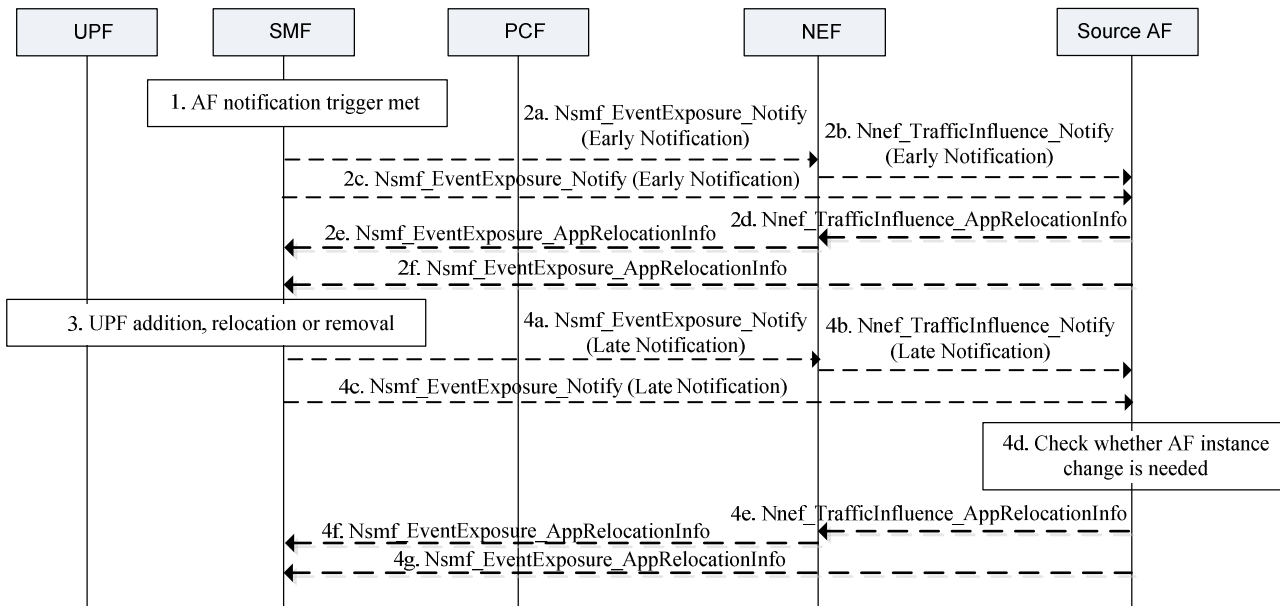 UPF
SMF
PCF
NEF
Source AF
1. AF notification trigger met
2a. Nsmf_EventExposure_Notify
(Early Notification)
2b. Nnef_TrafficInfluence_Notify
(Early Notification)
2c. Nsmf_EventExposure_Notify (Early Notification)
2d. Nnef_TrafficInfluence_AppRelocationInfo
2e. Nsmf_EventExposure_AppRelocationInfo
2f. Nsmf_EventExposure_AppRelocationInfo
3. UPF addition, relocation or removal
4a. Nsmf_EventExposure_Notify
(Late Notification)
4b. Nnef_TrafficInfluence_Notify
(Late Notification)
4c. Nsmf_EventExposure_Notify (Late Notification)
4d. Check whether AF instance
change is needed
4e. Nnef_TrafficInfluence_AppRelocationInfo
4f. Nsmf_EventExposure_AppRelocationInfo
4g. Nsmf_EventExposure_AppRelocationInfo